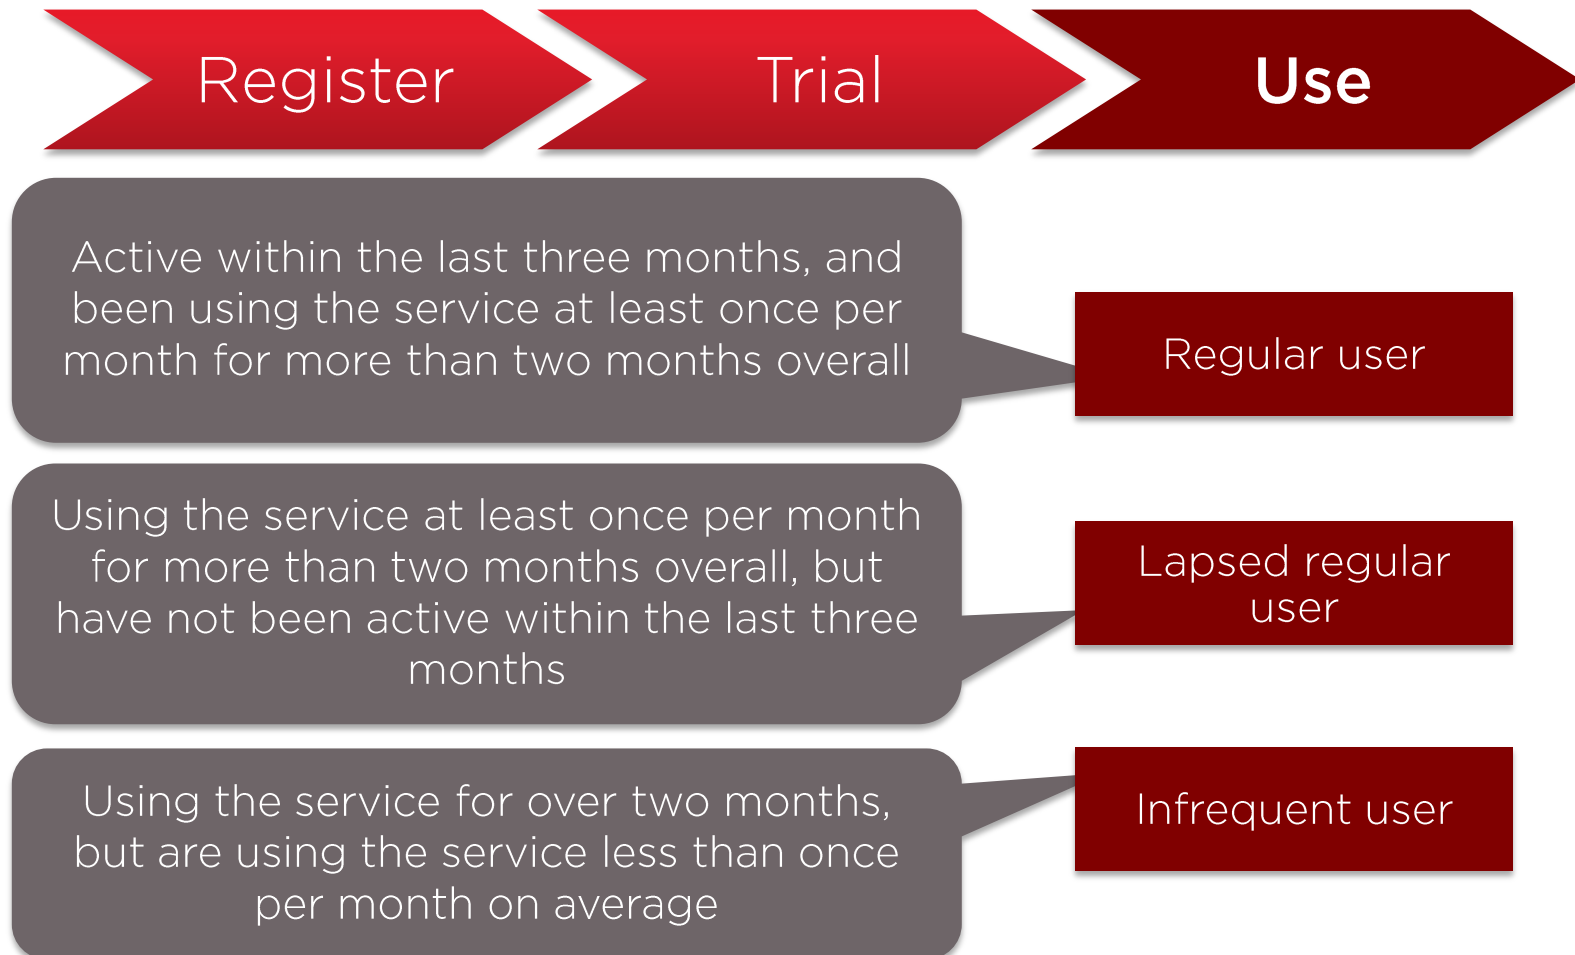 Register
Trial
Use
Active within the last three months, and
been using the service at least once per
month for more than two months overall
Regular user
Using the service at least once per month
for more than two months overall, but
have not been active within the last three
months
Lapsed regular
user
Using the service for over two months,
but are using the service less than once
per month on average
Infrequent user